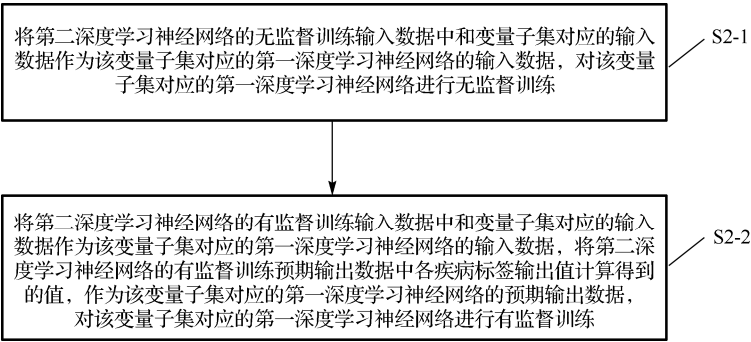 将第二深度学习神经网络的无监督训练输入数据中和变量子集对应的输入
数据作为该变量子集对应的第一深度学习神经网络的输入数据，对该变量
子集对应的第一深度学习神经网络进行无监督训练
S2-1
将第二深度学习神经网络的有监督训练输入数据中和变量子集对应的输入
数据作为该变量子集对应的第一深度学习神经网络的输入数据，将第二深
度学习神经网络的有监督训练预期输出数据中各疾病标签输出值计算得到
的值，作为该变量子集对应的第一深度学习神经网络的预期输出数据，
对该变量子集对应的第一深度学习神经网络进行有监督训练
S2-2